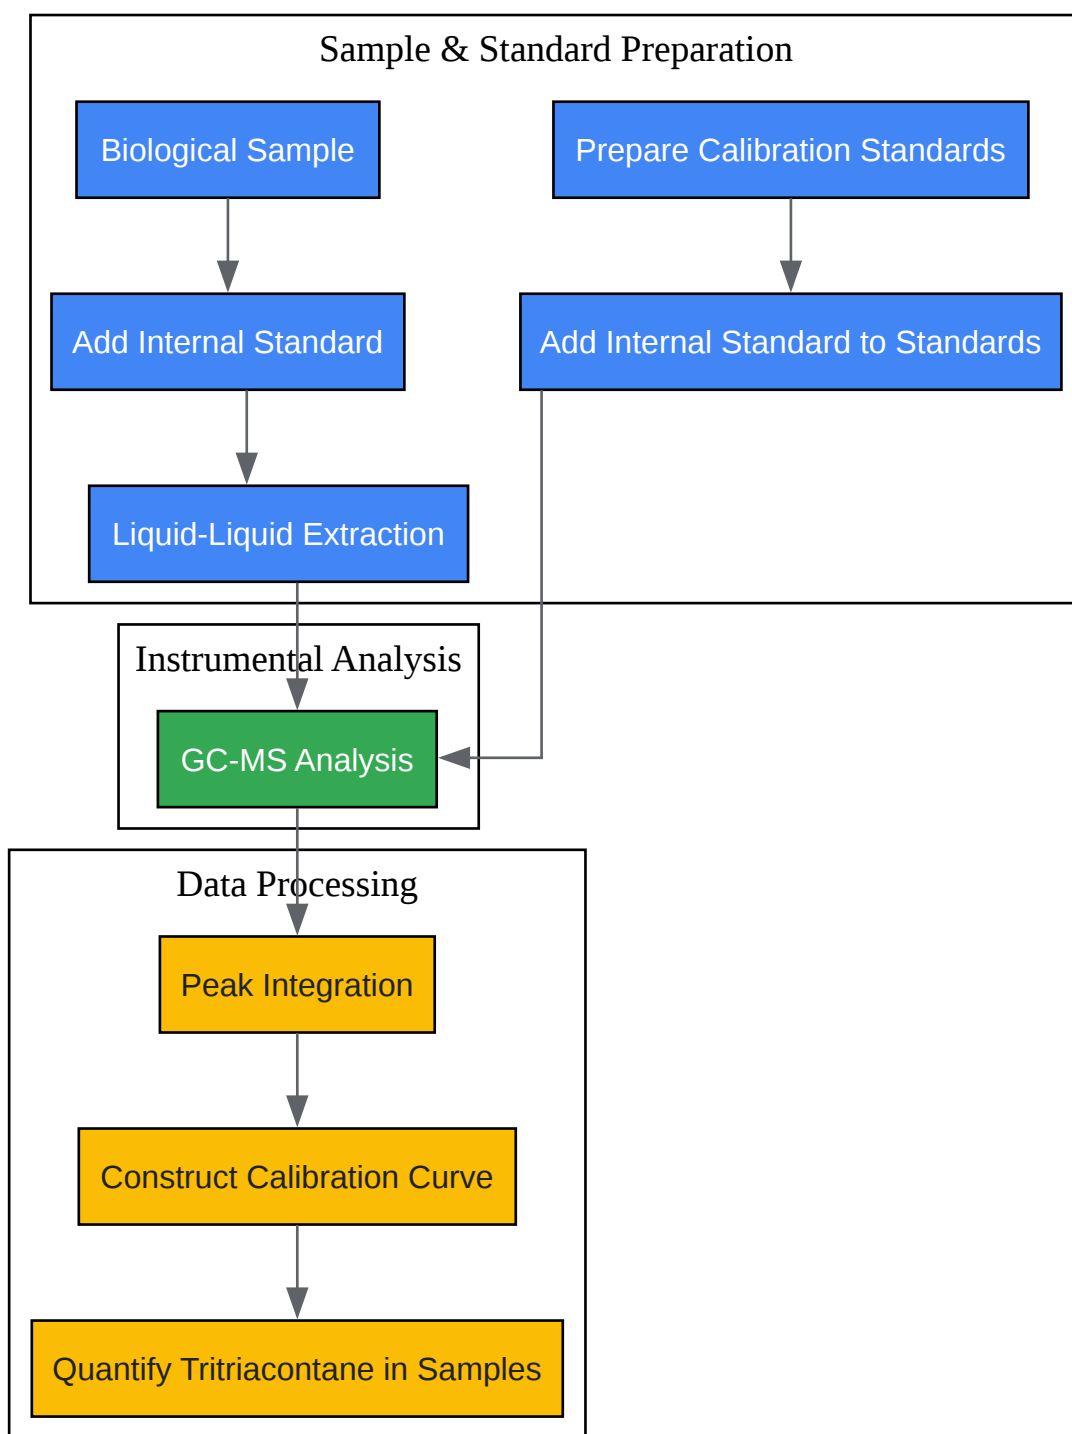 Sample & Standard Preparation
Biological Sample
Prepare Calibration Standards
Add Internal Standard
Add Internal Standard to Standards
Liquid-Liquid Extraction
Instrumental Analysis
GC-MS Analysis
Data Processing
Peak Integration
Construct Calibration Curve
Quantify Tritriacontane in Samples